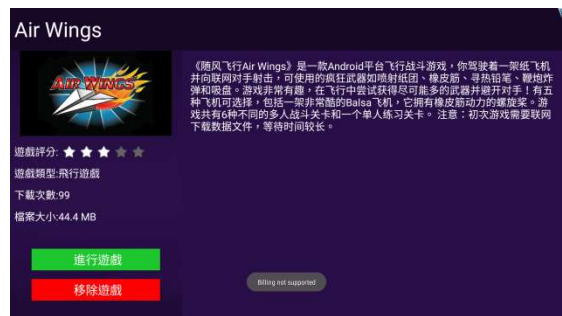 Air Wings
AIR WINGS
《随风飞行Air Wings》是一款Android平台飞行战斗游戏，你驾驶着一架纸飞机
并向联网对手射击，可使用的疯狂武器如喷射纸团、橡皮筋、寻热铅笔、鞭炮炸
弹和吸盘。游戏非常有趣，在飞行中尝试获得尽可能多的武器并避开对手！有五
种飞机可选择，包括一架非常酷的Balsa飞机，它拥有橡皮筋动力的螺旋桨。游
戏共有6种不同的多人战斗关卡和一个单人练习关卡。 注意：初次游戏需要联网
下载数据文件，等待时间较长。
遊戲評分: ★ ★ ★ ★ ★
遊戲類型:飛行遊戲
下載次數:99
檔案大小:44.4 MB
進行遊戲
移除遊戲
Billing not supported